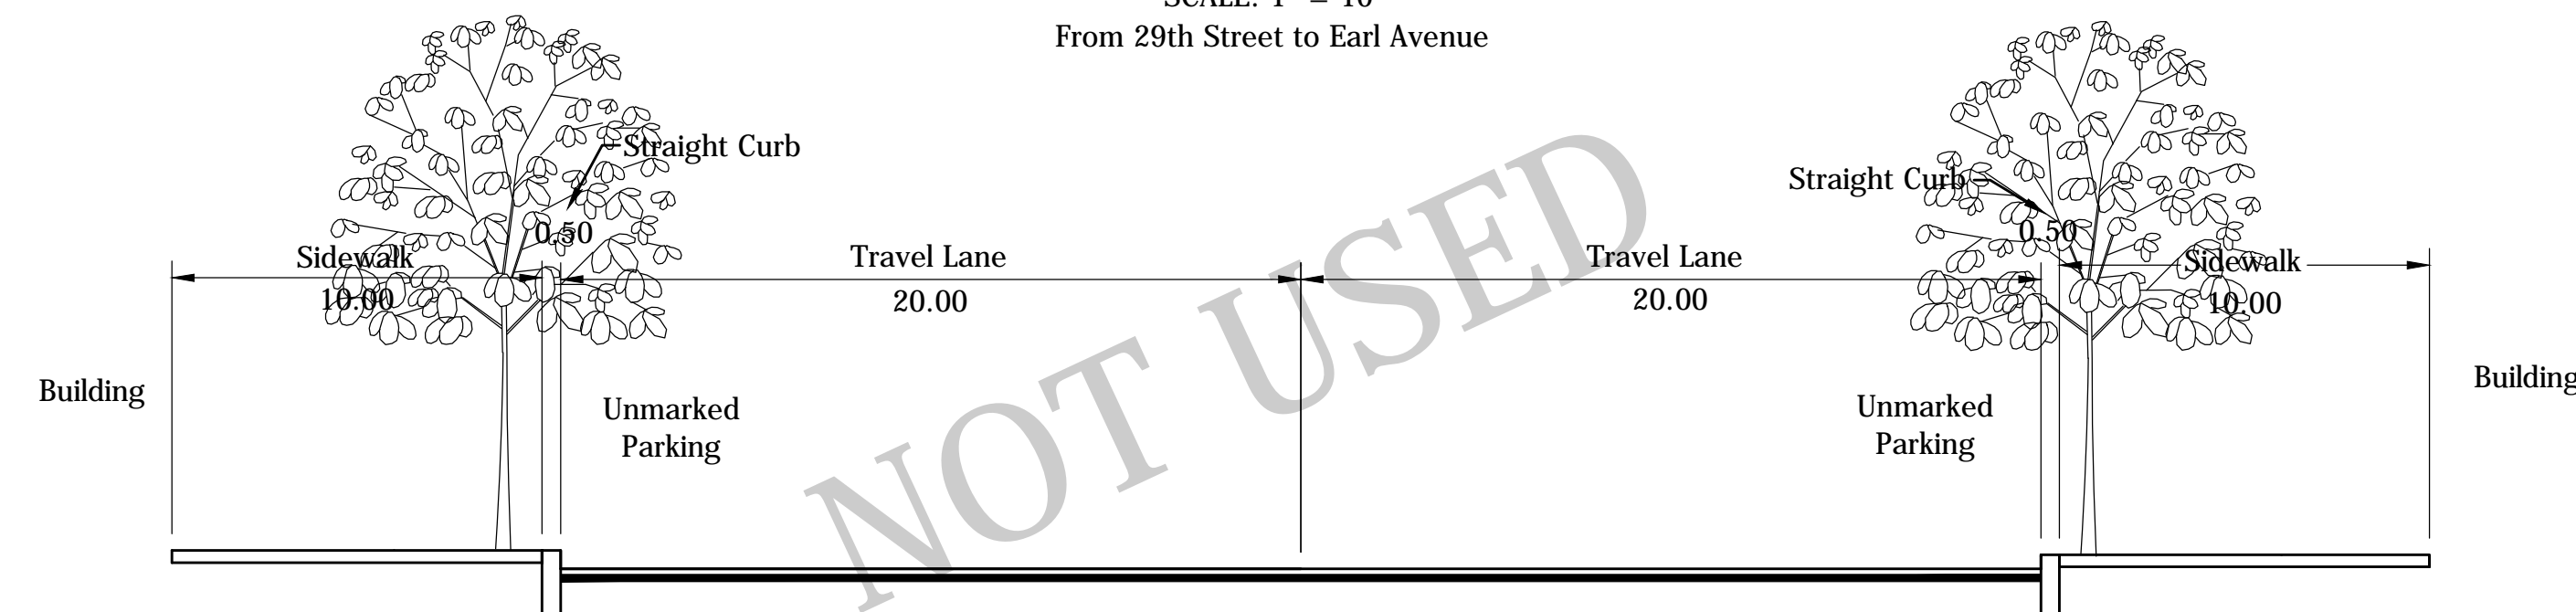 From 29th Street to Earl Avenue
Straight Curb
Straight Curb
0.50
0.50
Sidewalk
10.00
Travel Lane
20.00
Travel Lane
20.00
Sidewalk
10.00
Building
Unmarked
Parking
Unmarked
Parking
Building
NOT USED